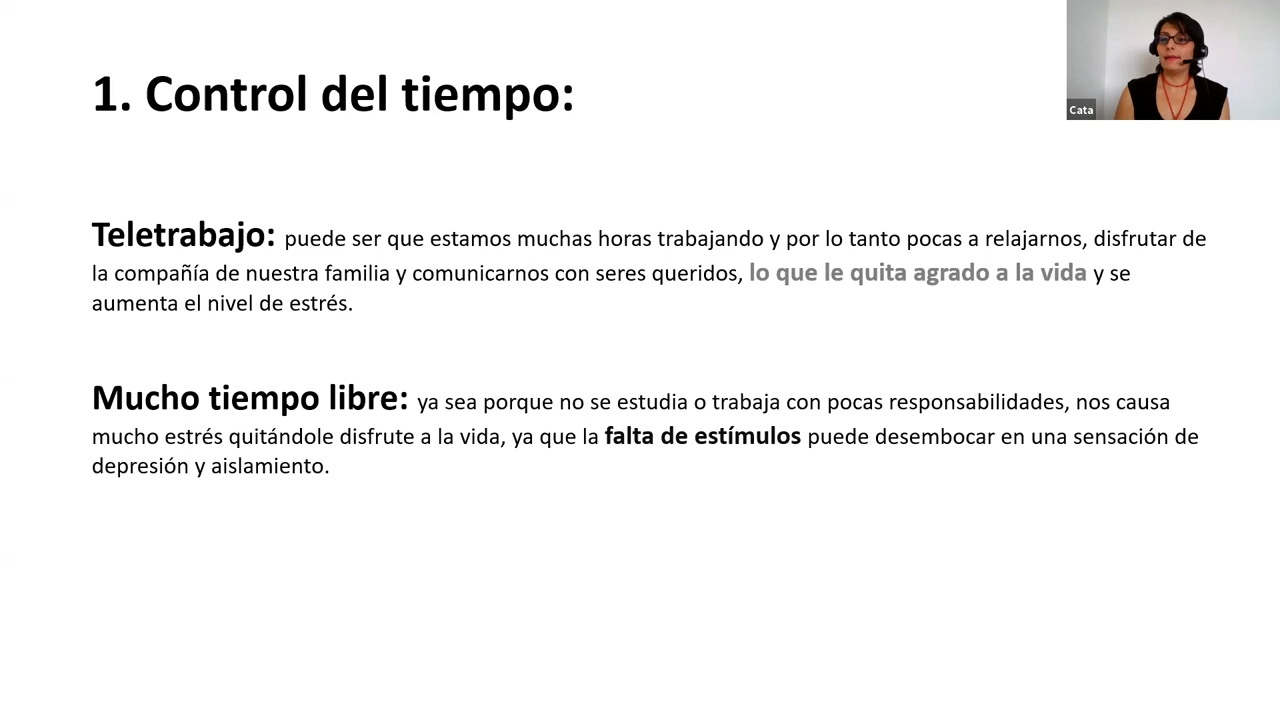 1. Control del tiempo:
Cata
Teletrabajo: puede ser que estamos muchas horas trabajando y por lo tanto pocas a relajarnos, disfrutar de
la compañía de nuestra familia y comunicarnos con seres queridos, lo que le quita agrado a la vida y se
aumenta el nivel de estrés.
Mucho tiempo libre: ya sea porque no se estudia o trabaja con pocas responsabilidades, nos causa
mucho estrés quitándole disfrute a la vida, ya que la falta de estímulos puede desembocar en una sensación de
depresión y aislamiento.